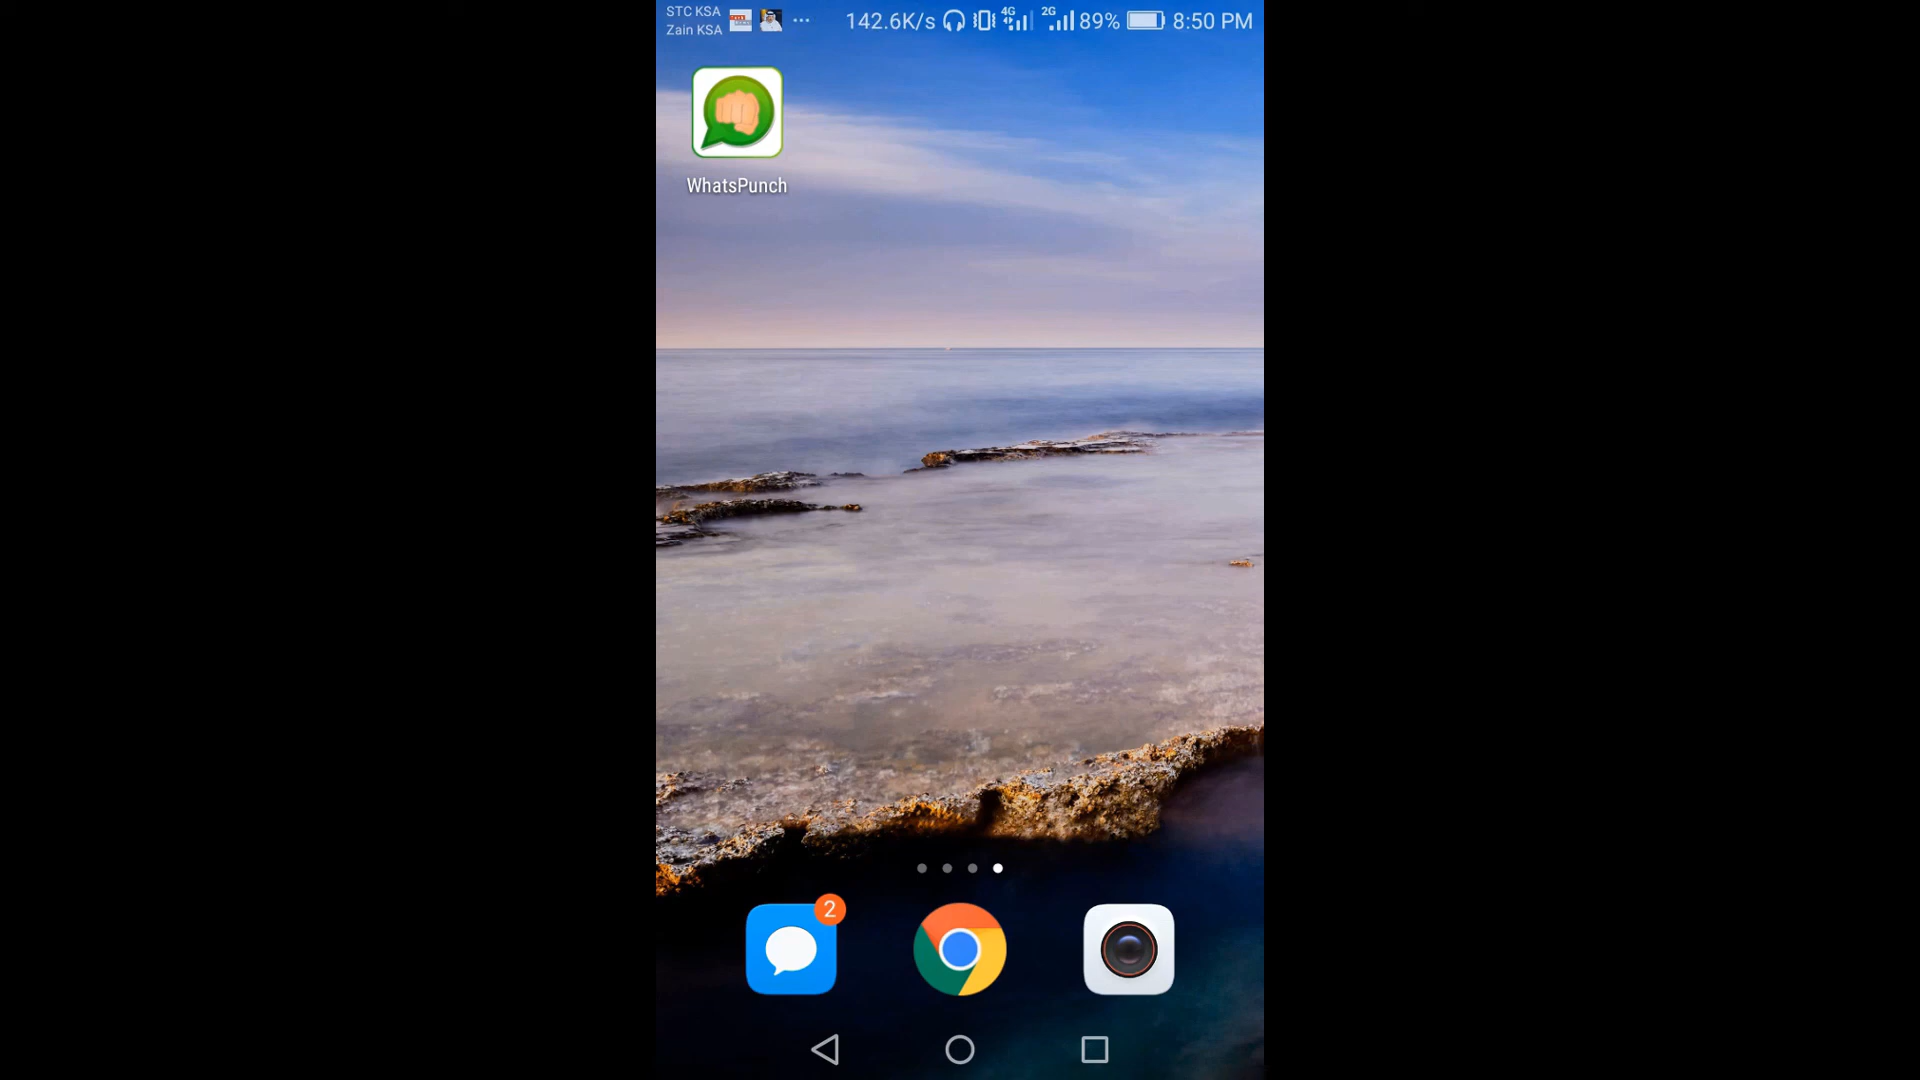 STC KSA
Zain KSA
142.6K/s 4G 2G 89% 8:50 PM
WhatsPunch
2